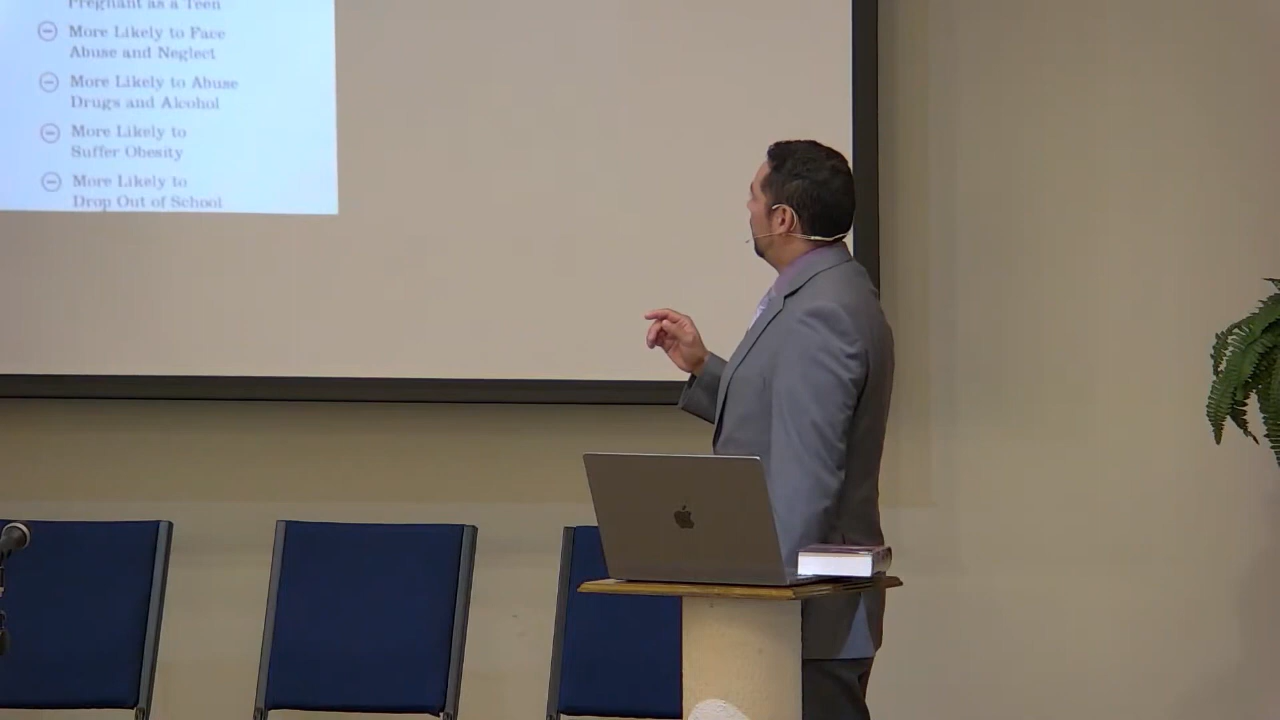 Pregnant as a Teen
More Likely to Face
Abuse and Neglect
More Likely to Abuse
Drugs and Alcohol
More Likely to
Suffer Obesity
More Likely to
Drop Out of School